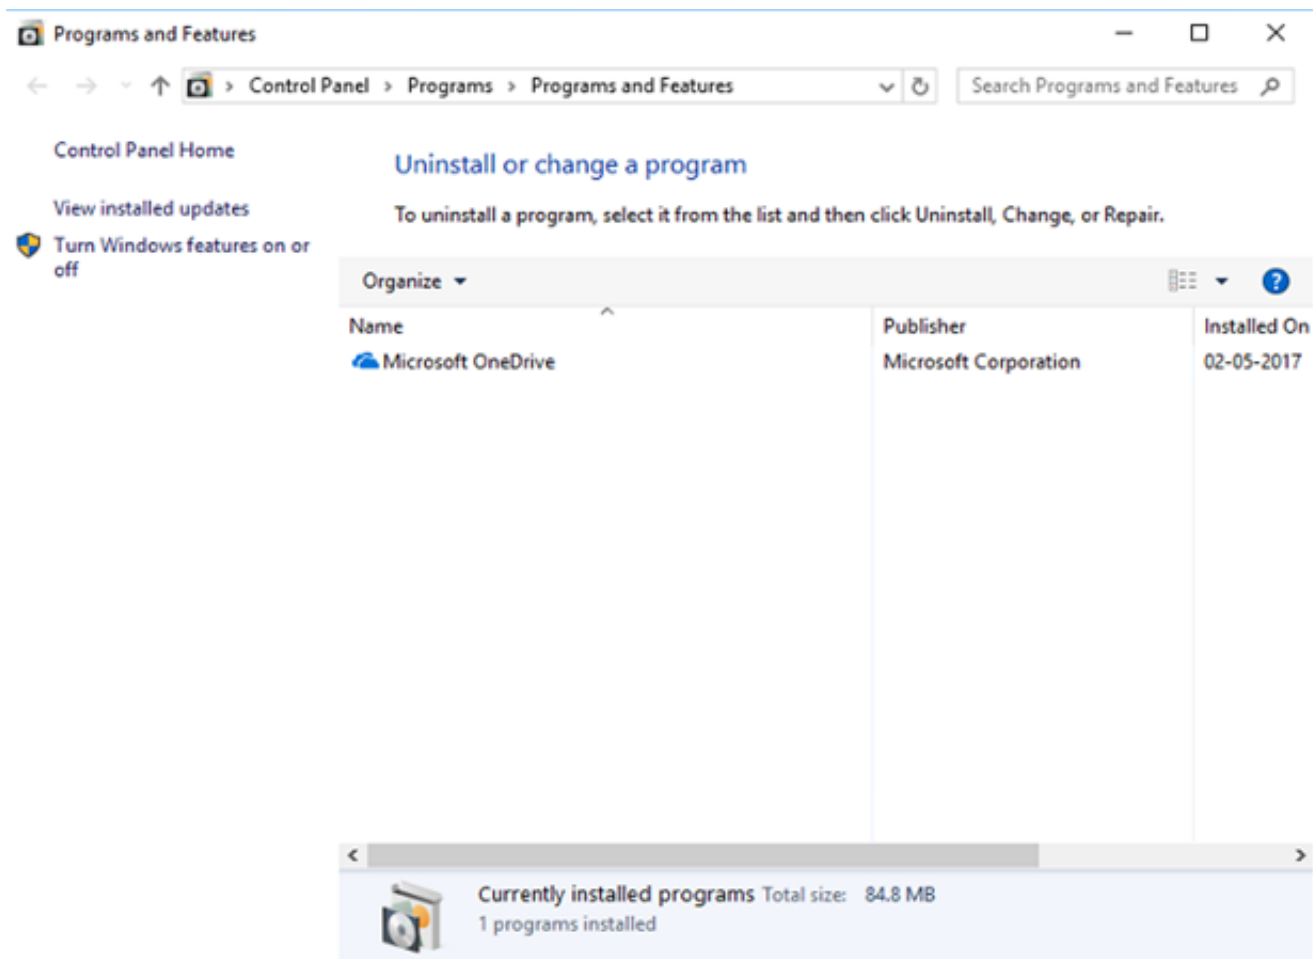 Programs and Features
Control Panel > Programs > Programs and Features
Search Programs and Features
Control Panel Home
View installed updates
Turn Windows features on or
off
Uninstall or change a program
To uninstall a program, select it from the list and then click Uninstall, Change, or Repair.
Organize
Name Publisher Installed On
Microsoft OneDrive Microsoft Corporation 02-05-2017
Currently installed programs Total size: 84.8 MB
1 programs installed